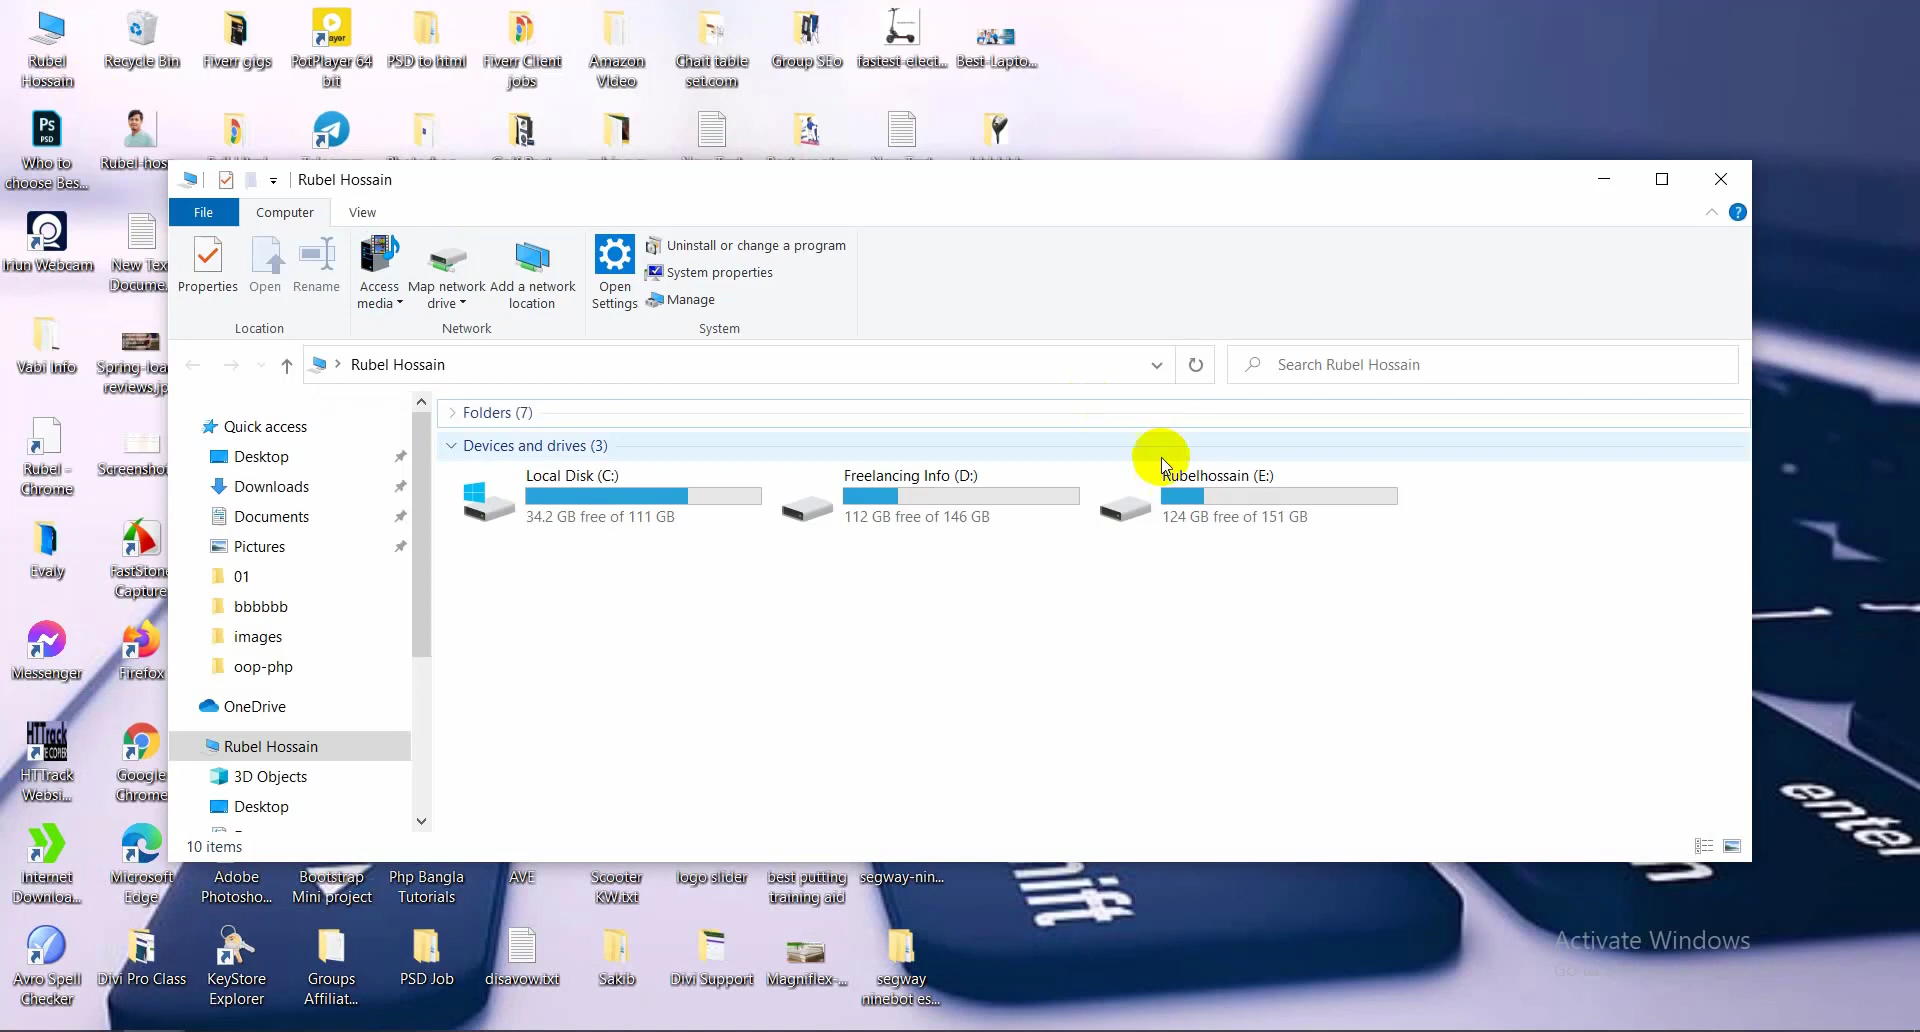 Rubel
Hossain
Recycle Bin
Fiverr gigs
PotPlayer 64
bit
PSD to html
Fiverr Client
jobs
Amazon
VIdeo
Chait table
set.com
Group SEo
fastest-elect...
Best-Lapto...
Ps
PSD
Who to
choose Bes...
Rubel-hos
Rubel Hossain
File
Computer
View
Properties
Open
Rename
Location
Access
media
Map network
drive
Add a network
location
Network
Open
Settings
Uninstall or change a program
System properties
Manage
System
Iriun Webcam
New Tex
Docume.
Rubel Hossain
Search Rubel Hossain
Vabi Info
Spring-loa
reviews.jp
Rubel -
Chrome
Screensho
Evaly
FastStone
Capture
Messenger
Firefox
HTTrack
Websi...
Google
Chrome
Quick access
Desktop
Downloads
Documents
Pictures
01
bbbbbb
images
oop-php
OneDrive
Rubel Hossain
3D Objects
Desktop
Folders (7)
Devices and drives (3)
Local Disk (C:)
34.2 GB free of 111 GB
Freelancing Info (D:)
112 GB free of 146 GB
Rubelhossain (E:)
124 GB free of 151 GB
10 items
Internet
Downloa...
Microsoft
Edge
Adobe
Photosho...
Bootstrap
Mini project
Php Bangla
Tutorials
AVE
Scooter
KW.txt
logo slider
best putting
training aid
segway-nin...
Avro Spell
Checker
Divi Pro Class
KeyStore
Explorer
Groups
Affiliat...
PSD Job
disavow.txt
Sakib
Divi Support
Magniflex-...
segway
ninebot es...
enter
shift
Activate Windows